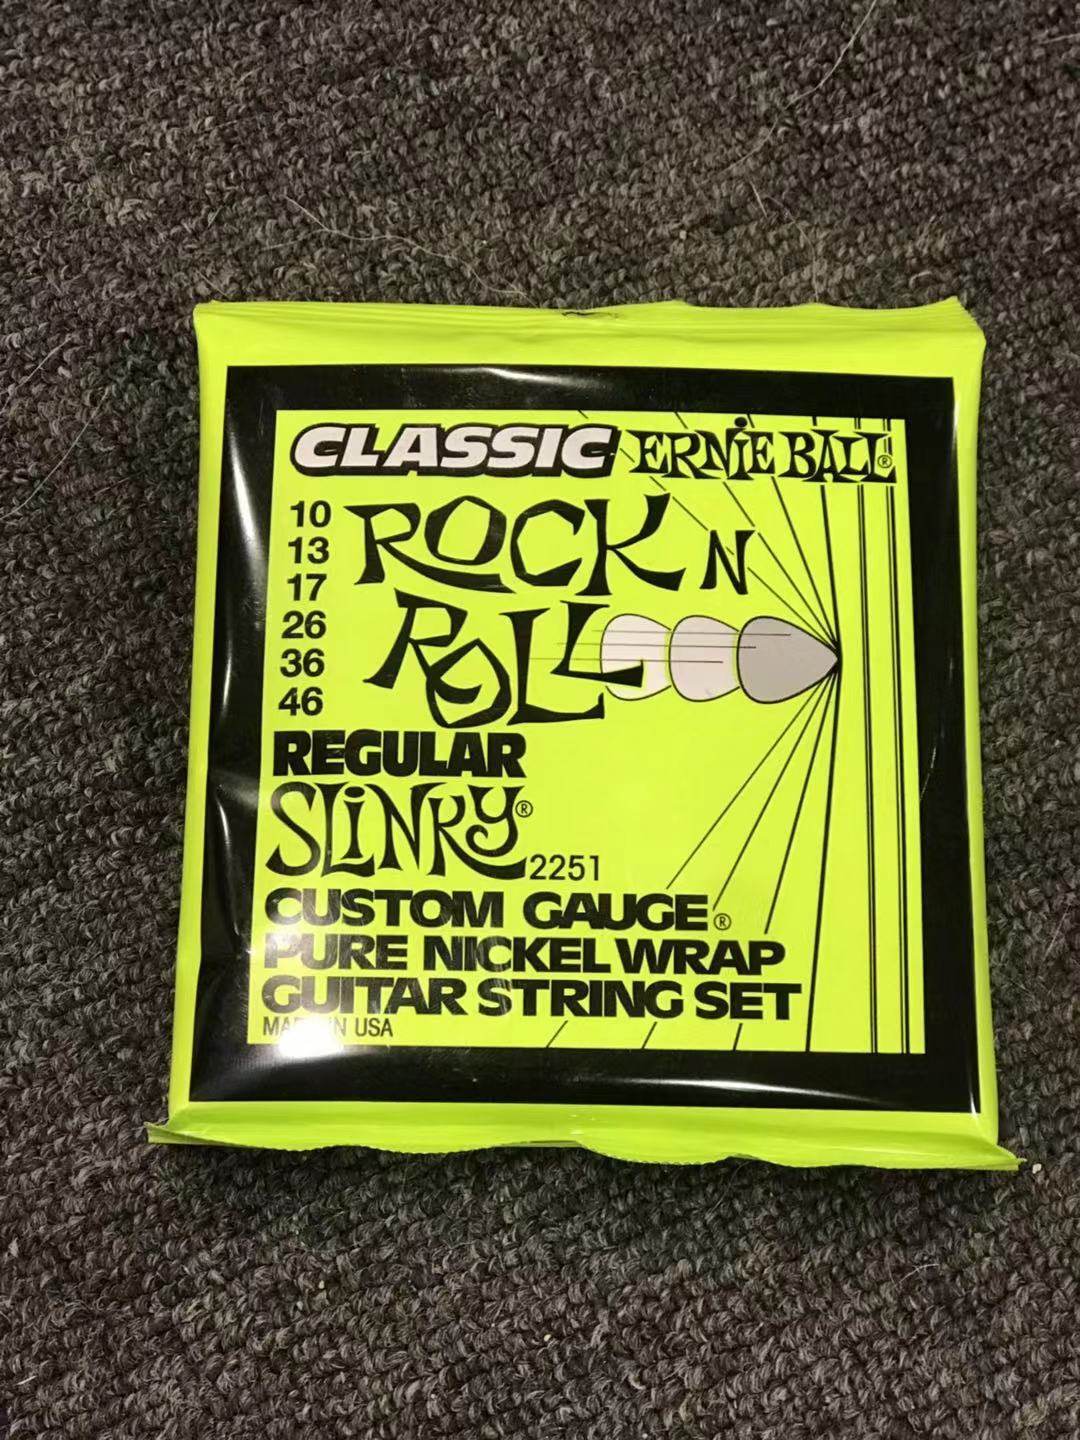 CLASSIC ERNIE BALL®
10
13
17
26
36
46
ROCK N
ROLL
REGULAR
SLINKY® 2251
CUSTOM GAUGE®
PURE NICKEL WRAP
GUITAR STRING SET
USA